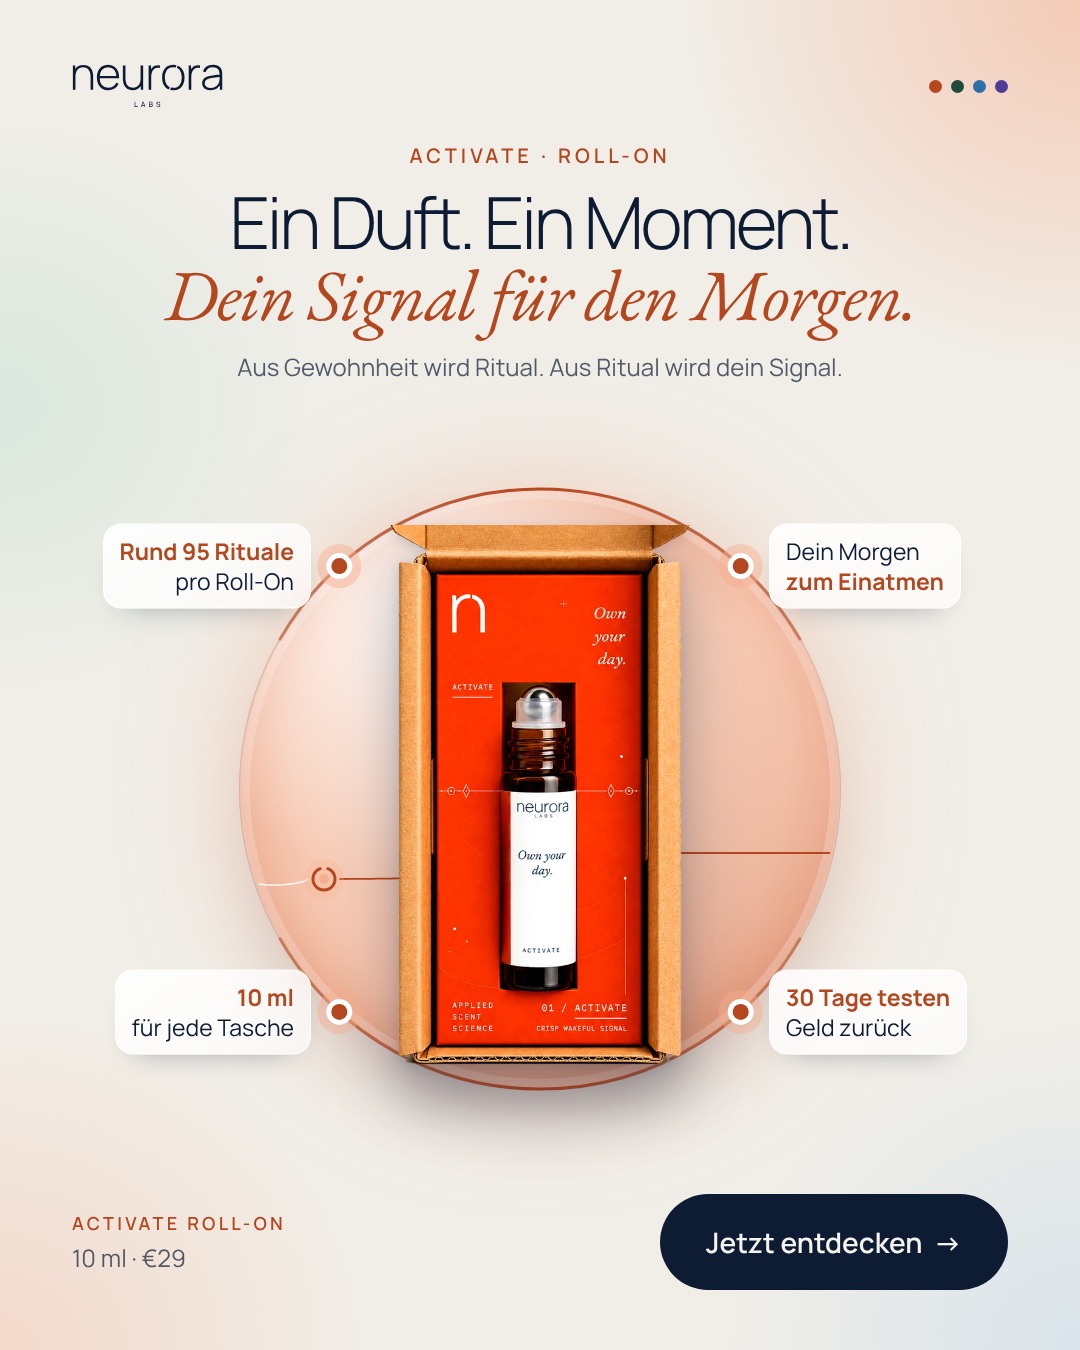 neurora
LABS
ACTIVATE · ROLL-ON
Ein Duft. Ein Moment.
Dein Signal für den Morgen.
Aus Gewohnheit wird Ritual. Aus Ritual wird dein Signal.
Rund 95 Rituale
pro Roll-On
Dein Morgen
zum Einatmen
n
Own
your
day.
ACTIVATE
neurora
LABS
Own your
day.
ACTIVATE
APPLIED
SCENT
SCIENCE
01 / ACTIVATE
CRISP WAKEFUL SIGNAL
10 ml
für jede Tasche
30 Tage testen
Geld zurück
ACTIVATE ROLL-ON
10 ml · €29
Jetzt entdecken →